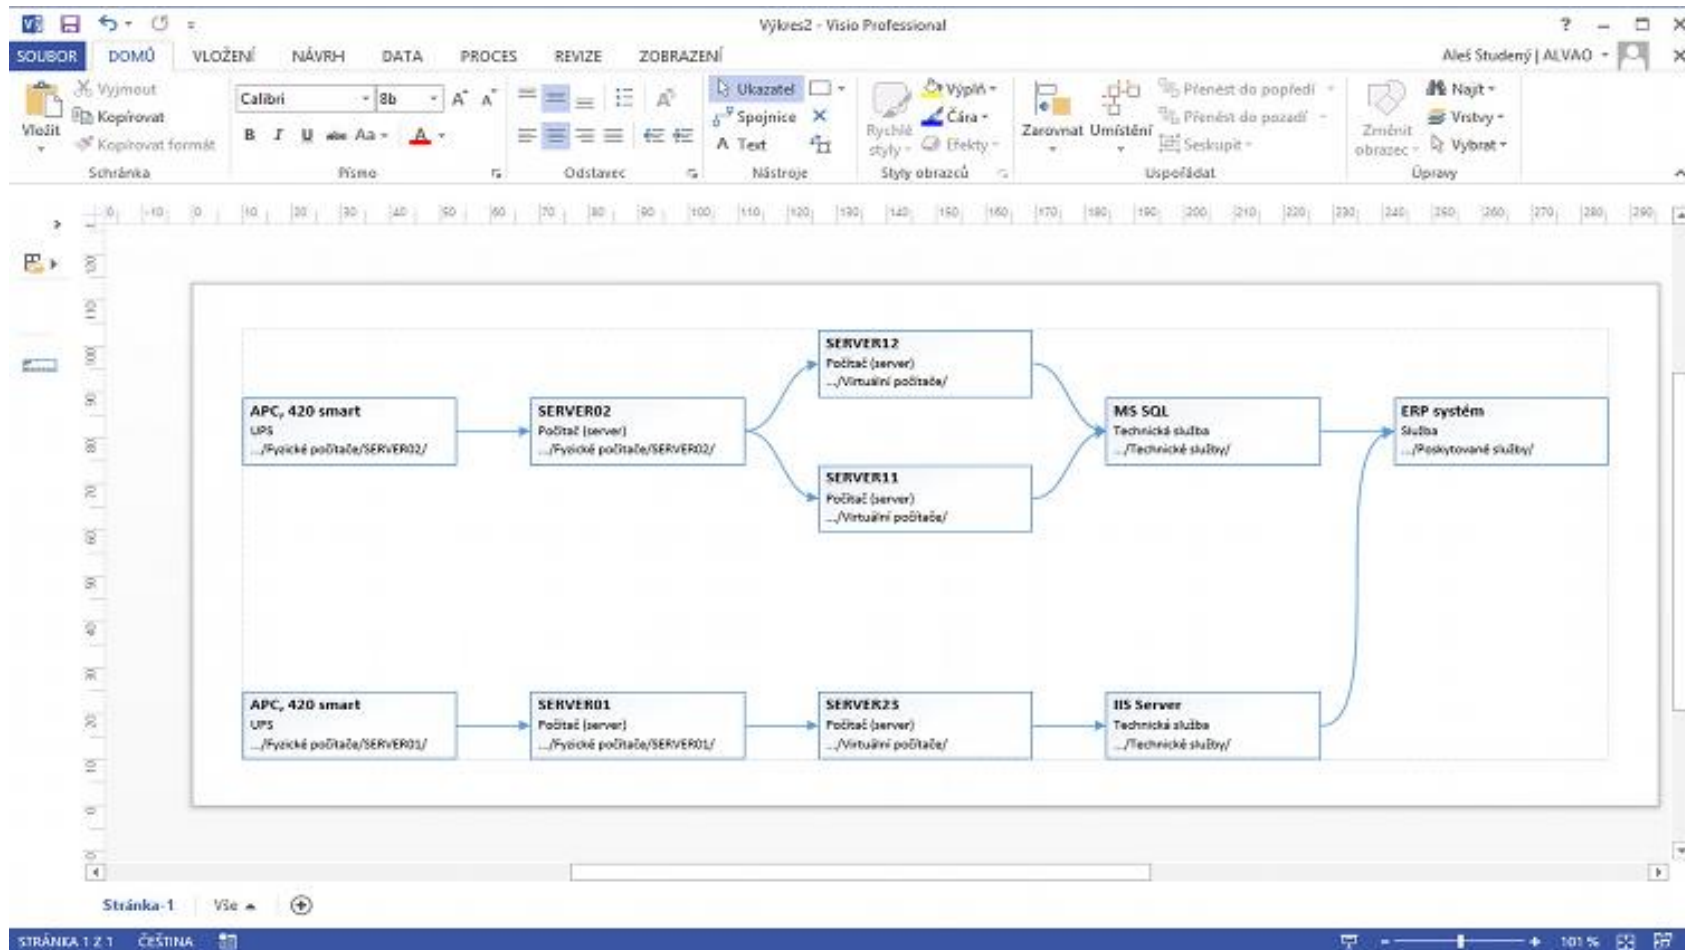 Výkres2 - Visio Professional
SOUBOR DOMŮ VLOŽENÍ NÁVRH DATA PROCES REVIZE ZOBRAZENÍ
Aleš Studený | ALVAO
Vložit
Vyjmout
Kopírovat
Kopírovat formát
Schránka
Calibri 8b
B I U abc Aa A
Písmo
Odstavec
Ukazatel
Spojnice
A Text
Nástroje
Rychlé styly
Výplň
Čára
Efekty
Styly obrazců
Zarovnat Umístění
Přenést do popředí
Přenést do pozadí
Seskupit
Uspořádat
Změnit obrazec
Najít
Vrstvy
Vybrat
Úpravy
SERVER12
Počítač (server)
.../Virtuální počítače/
APC, 420 smart
UPS
.../Fyzické počítače/SERVER02/
SERVER02
Počítač (server)
.../Fyzické počítače/SERVER02/
MS SQL
Technická služba
.../Technické služby/
ERP systém
Služba
.../Poskytované služby/
SERVER11
Počítač (server)
.../Virtuální počítače/
APC, 420 smart
UPS
.../Fyzické počítače/SERVER01/
SERVER01
Počítač (server)
.../Fyzické počítače/SERVER01/
SERVER23
Počítač (server)
.../Virtuální počítače/
IIS Server
Technická služba
.../Technické služby/
Stránka-1 Vše
STRÁNKA 1 Z 1 ČEŠTINA 101 %